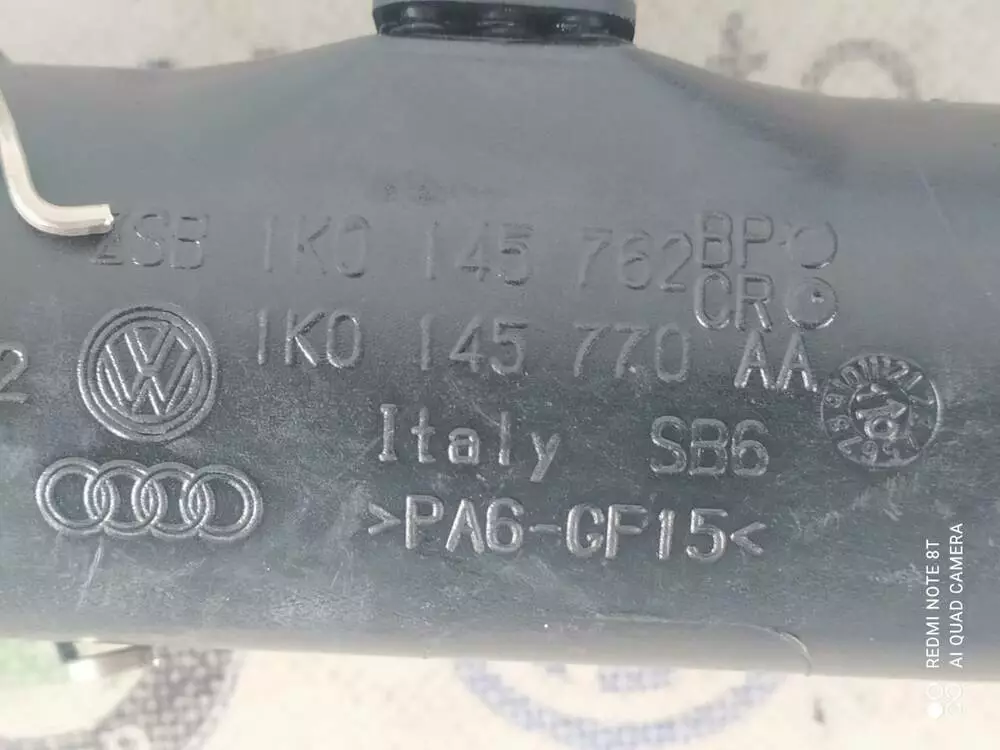 ZSB 1K0 145 762 BP
CR
1K0 145 770 AA
2
Italy SB6
>PA6-GF15<
REDMI NOTE 8T
AI QUAD CAMERA